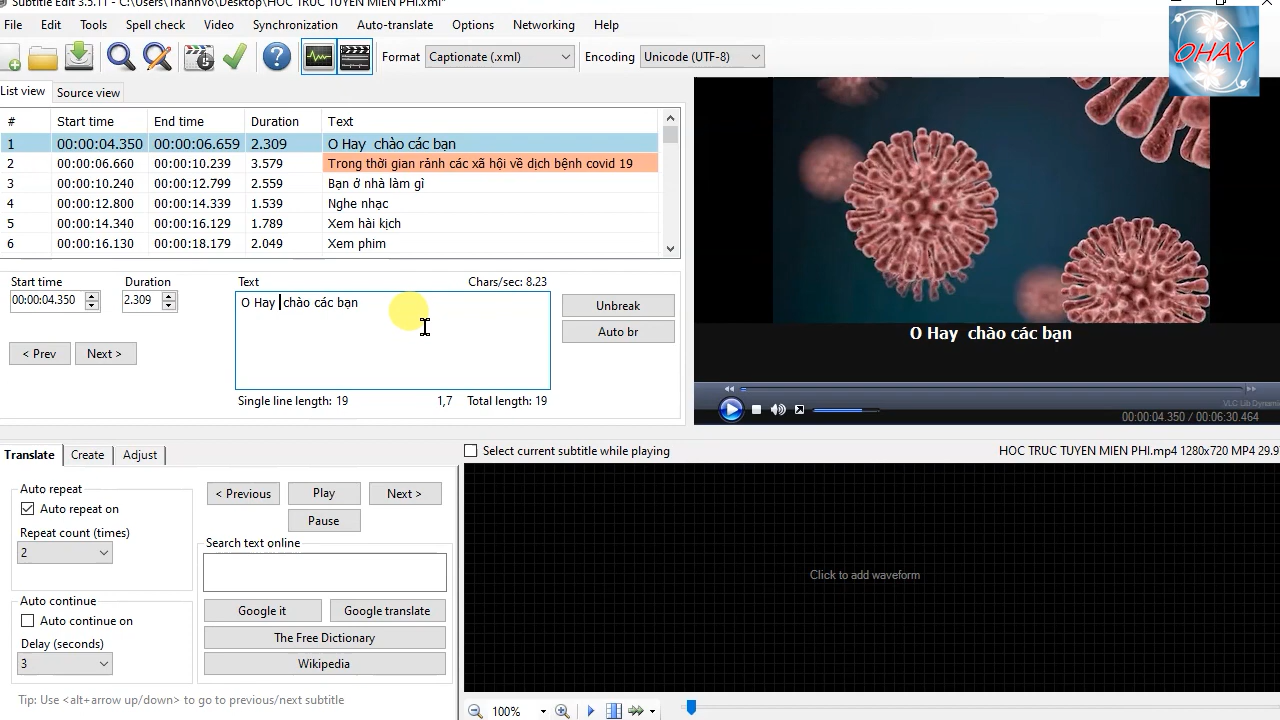 Subtitle Edit 3.5.11 - C:\Users\ThanhVo\Desktop\HOC TRUC TUYEN MIEN PHI.xml*
File Edit Tools Spell check Video Synchronization Auto-translate Options Networking Help
Format Captionate (.xml) Encoding Unicode (UTF-8)
OHAY
List view Source view
# Start time End time Duration Text
1 00:00:04.350 00:00:06.659 2.309 O Hay  chào các bạn
2 00:00:06.660 00:00:10.239 3.579 Trong thời gian rảnh các xã hội về dịch bệnh covid 19
3 00:00:10.240 00:00:12.799 2.559 Bạn ở nhà làm gì
4 00:00:12.800 00:00:14.339 1.539 Nghe nhạc
5 00:00:14.340 00:00:16.129 1.789 Xem hài kịch
6 00:00:16.130 00:00:18.179 2.049 Xem phim
Start time Duration Text Chars/sec: 8.23
00:00:04.350 2.309 O Hay  chào các bạn
Unbreak
Auto br
< Prev Next >
Single line length: 19 1,7 Total length: 19
O Hay  chào các bạn
VLC Lib Dynamic
00:00:04.350 / 00:06:30.464
Translate Create Adjust
Select current subtitle while playing HOC TRUC TUYEN MIEN PHI.mp4 1280x720 MP4 29.9
Auto repeat
Auto repeat on
Repeat count (times)
2
Auto continue
Auto continue on
Delay (seconds)
3
< Previous Play Next >
Pause
Search text online
Google it Google translate
The Free Dictionary
Wikipedia
Tip: Use <alt+arrow up/down> to go to previous/next subtitle
Click to add waveform
100%